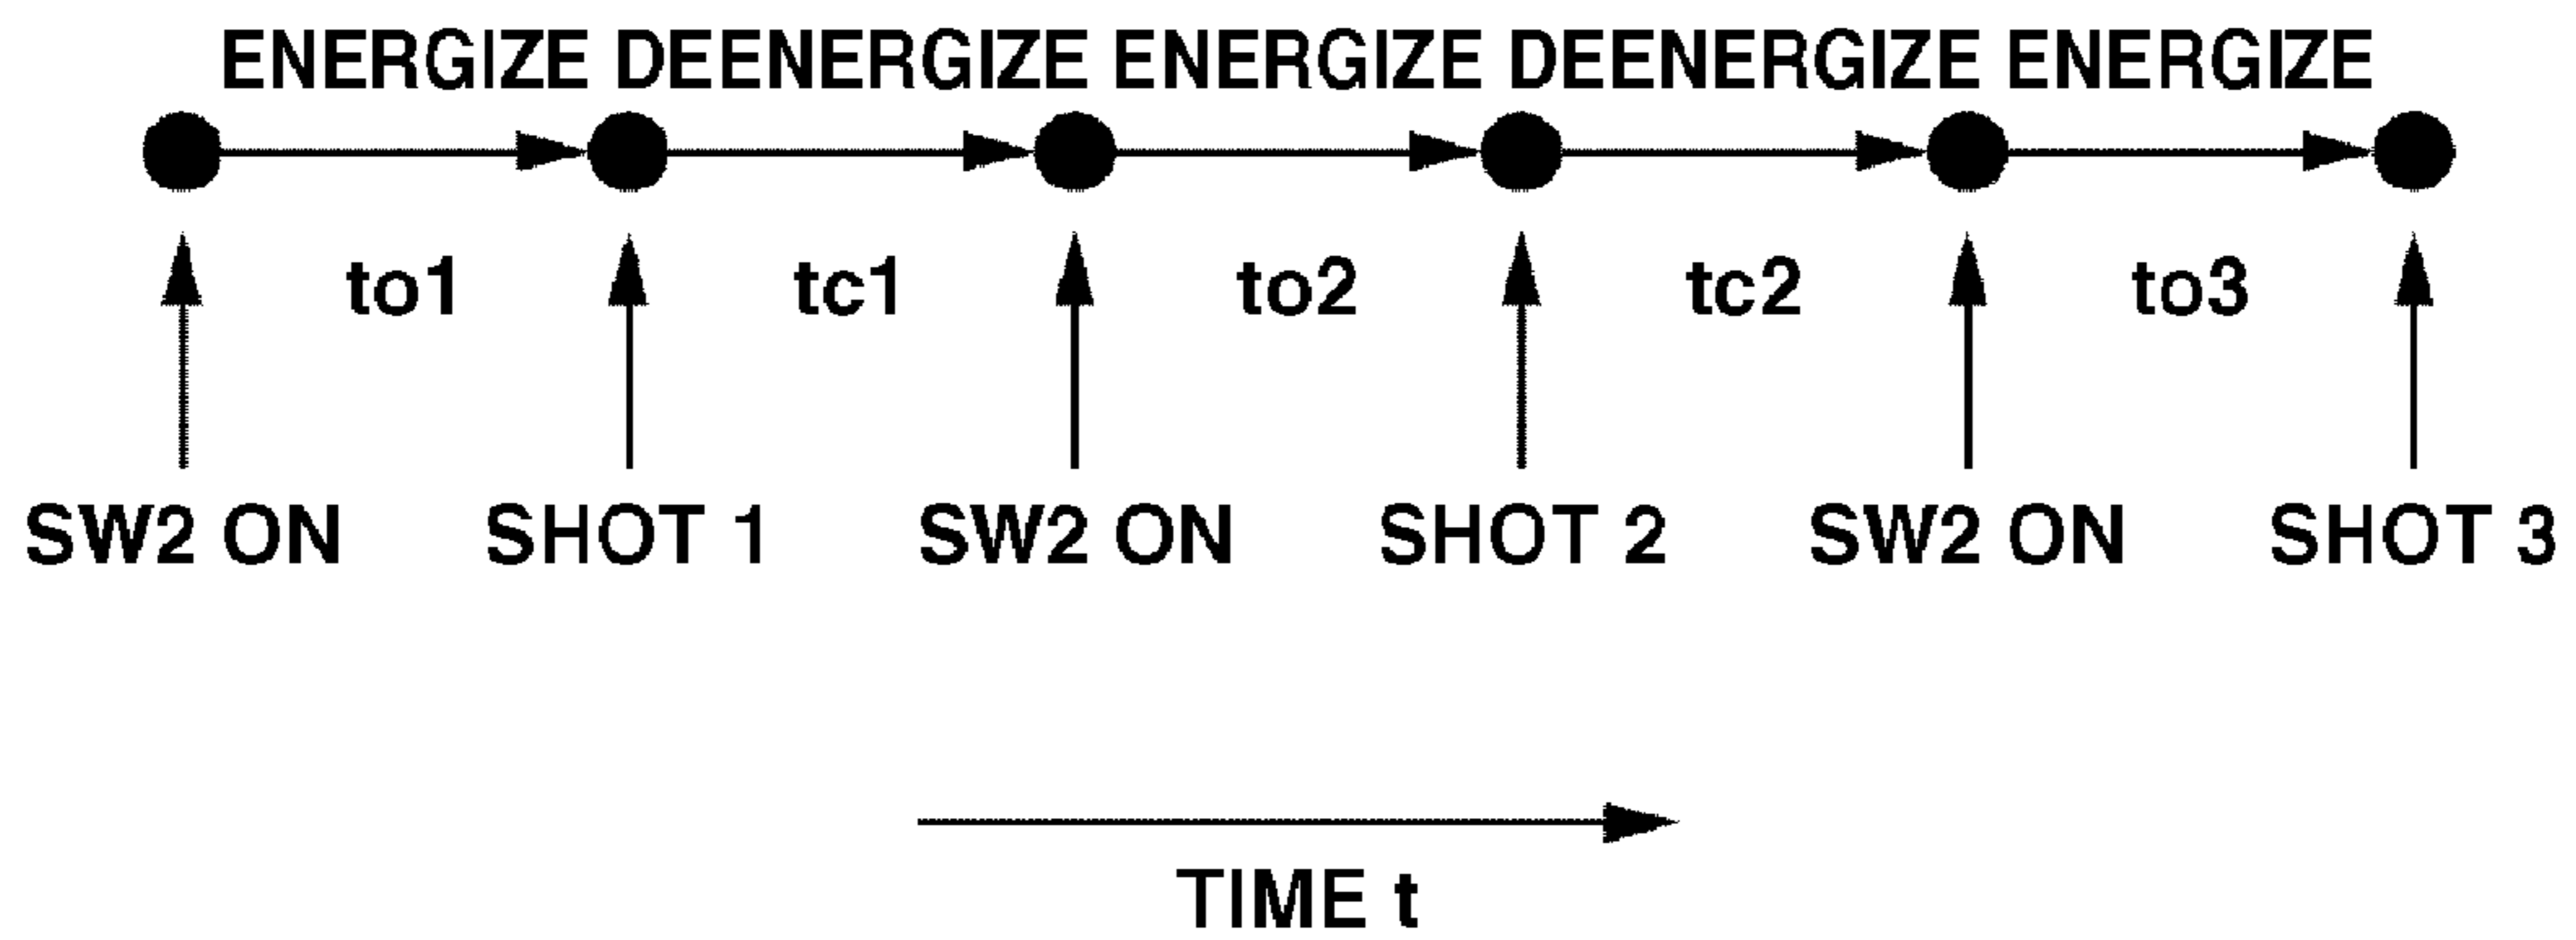 ENERGIZE DEENERGIZE ENERGIZE DEENERGIZE ENERGIZE
to1 tc1 to2 tc2 to3
SW2 ON SHOT 1 SW2 ON SHOT 2 SW2 ON SHOT 3
TIME t